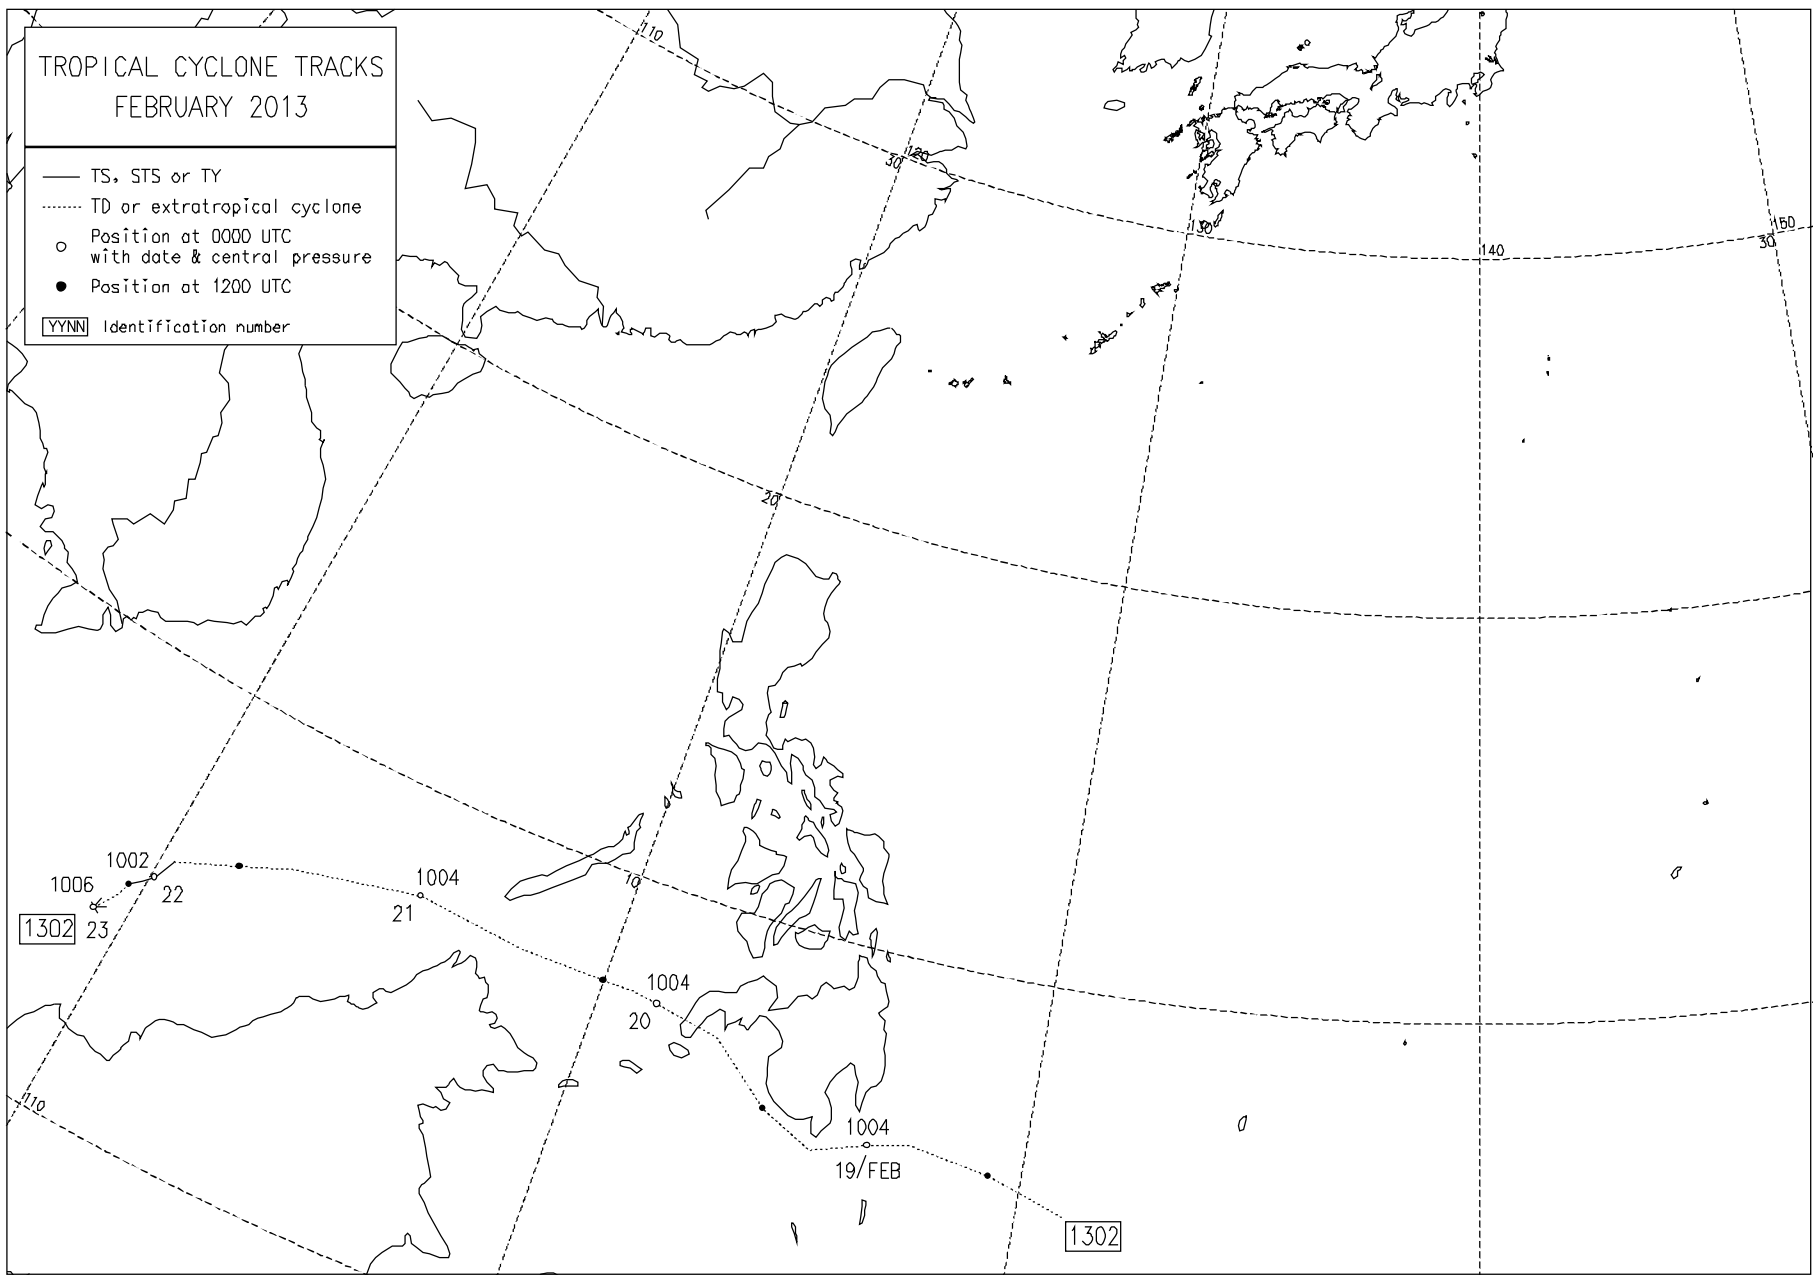 TROPICAL CYCLONE TRACKS
FEBRUARY 2013
TS, STS or TY
TD or extratropical cyclone
Position at 0000 UTC
with date & central pressure
Position at 1200 UTC
YYNN Identification number
110
30
120
130
140
150
30
20
10
110
1002
1006
22
23
1302
1004
21
1004
20
1004
19/FEB
1302